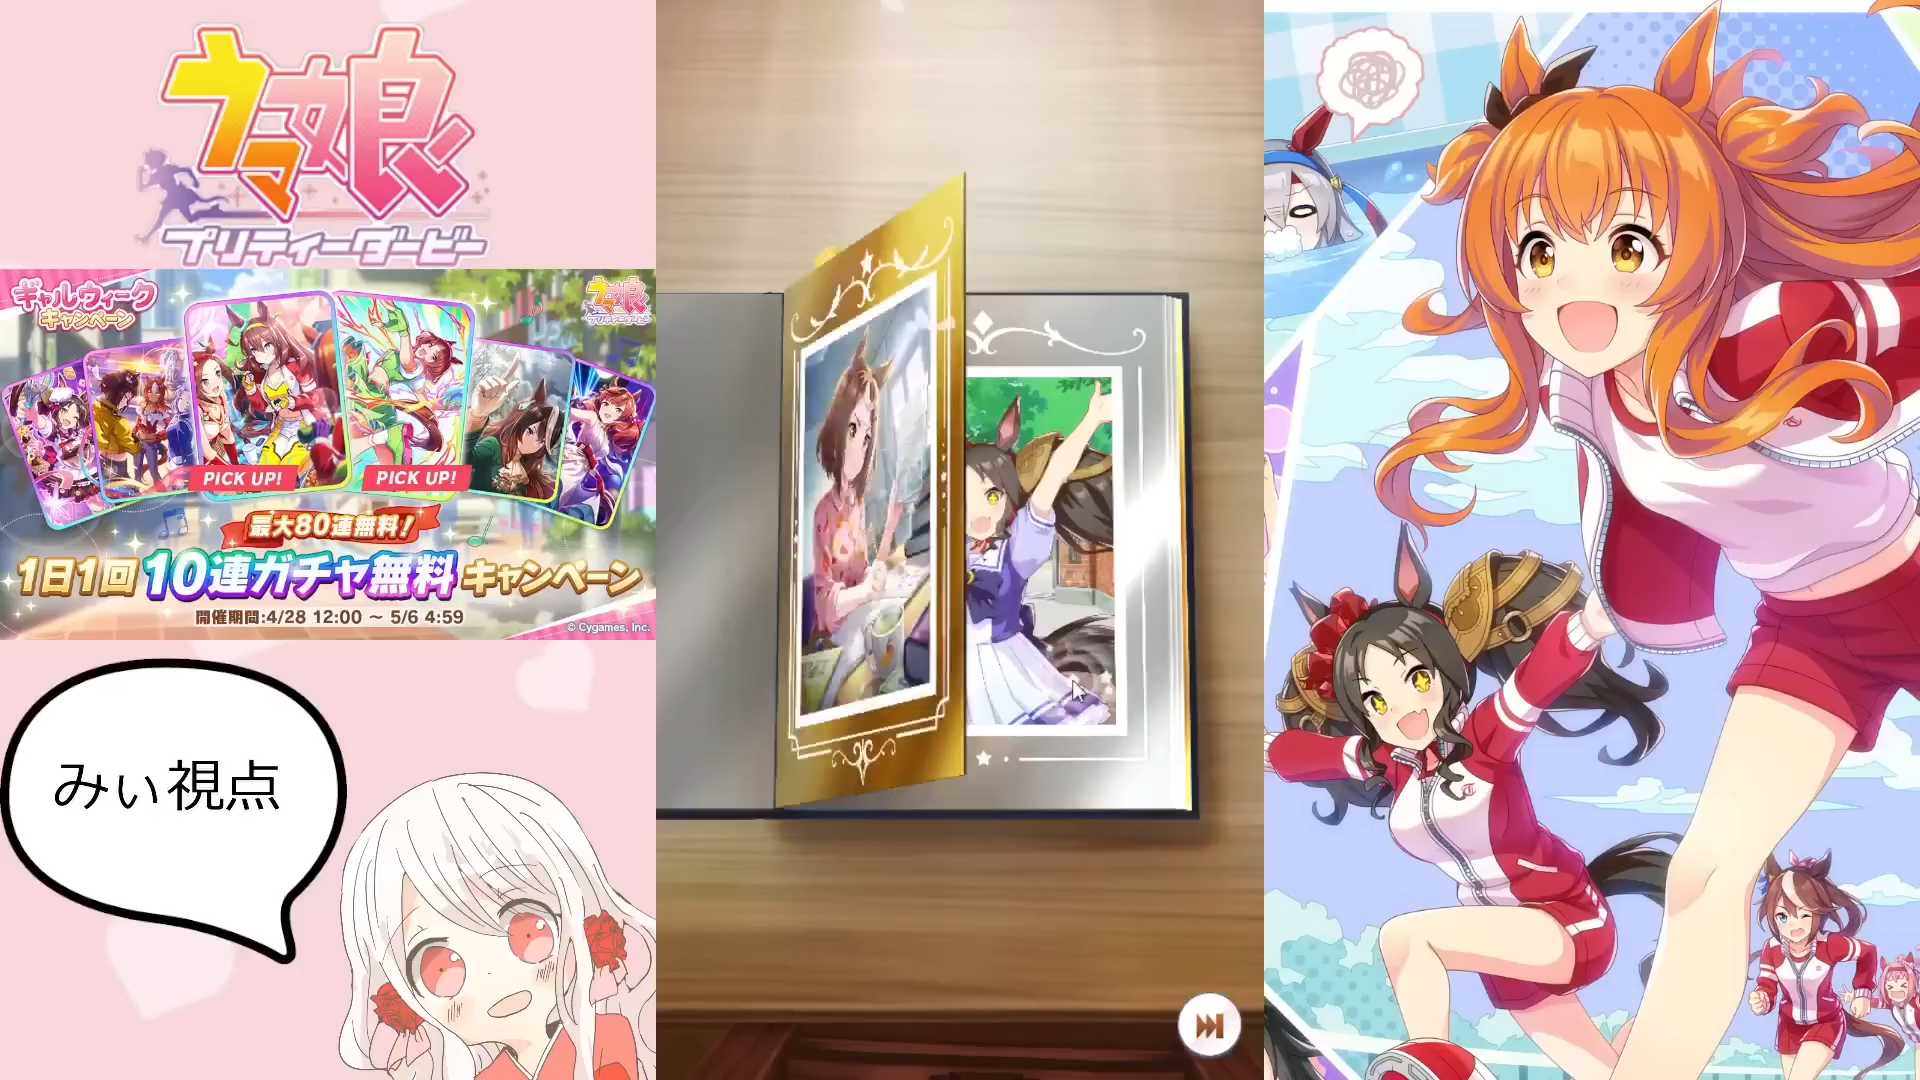 ウマ娘
プリティーダービー
ギャルウィーク
キャンペーン
ウマ娘
プリティーダービー
PICK UP!
PICK UP!
最大80連無料!
1日1回10連ガチャ無料キャンペーン
開催期間:4/28 12:00 ～ 5/6 4:59
© Cygames, Inc.
みぃ視点